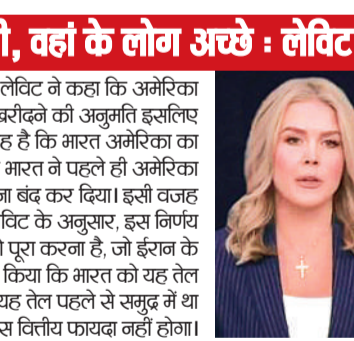 , वहां के लोग अच्छे : लेविट
लेविट ने कहा कि अमेरिका
खरीदने की अनुमति इसलिए
है कि भारत अमेरिका का
भारत ने पहले ही अमेरिका
बंद कर दिया। इसी वजह
के अनुसार, इस निर्णय
पूरा करना है, जो ईरान के
किया कि भारत को यह तेल
यह तेल पहले से समुद्र में था
वित्तीय फायदा नहीं होगा।